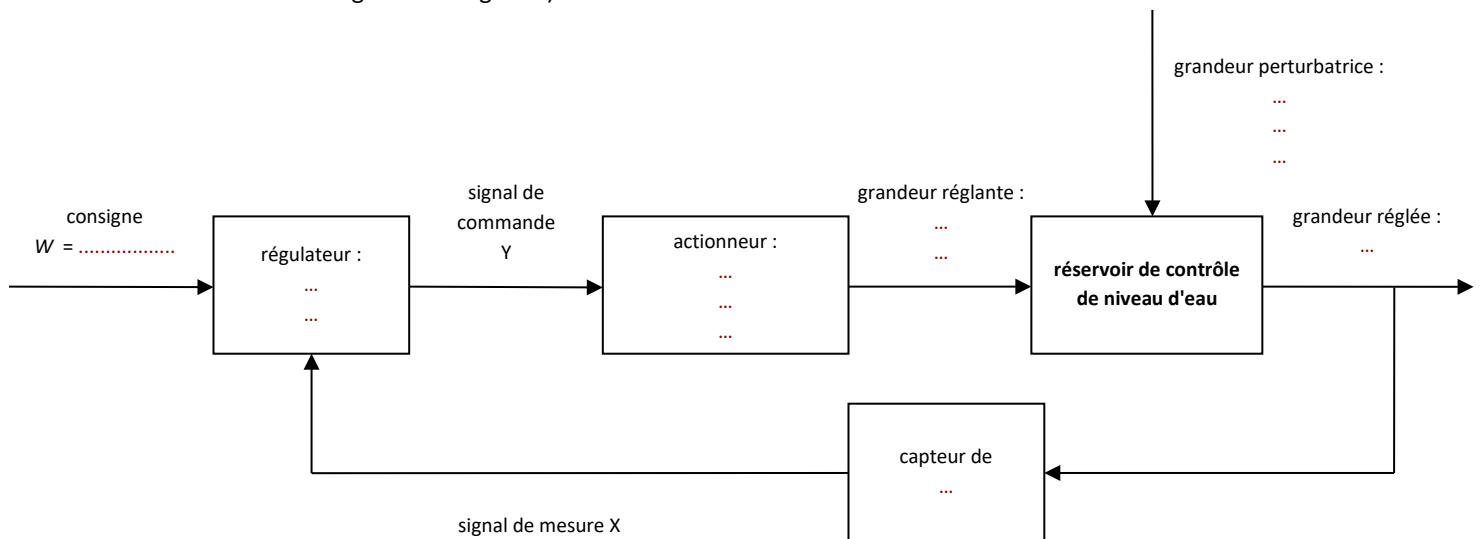 grandeur perturbatrice :
...
...
...
consigne
W = ..................
régulateur :
...
...
signal de
commande
Y
actionneur :
...
...
...
grandeur réglante :
...
...
réservoir de contrôle
de niveau d'eau
grandeur réglée :
...
capteur de
...
signal de mesure X